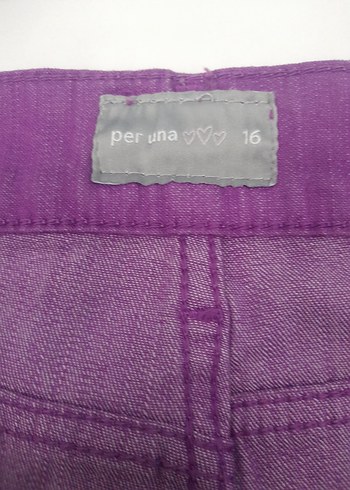 per una ♡♡♡ 16